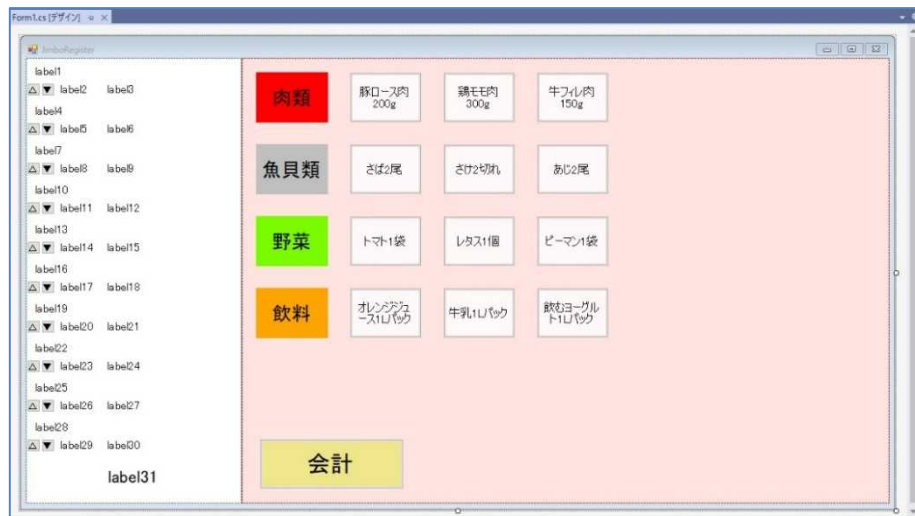 Form1.cs [デザイン]
JimboRegister
label1
△ ▼ label2 label3
label4
△ ▼ label5 label6
label7
△ ▼ label8 label9
label10
△ ▼ label11 label12
label13
△ ▼ label14 label15
label16
△ ▼ label17 label18
label19
△ ▼ label20 label21
label22
△ ▼ label23 label24
label25
△ ▼ label26 label27
label28
△ ▼ label29 label30
label31
肉類
豚ロース肉
200g
鶏モモ肉
300g
牛フィレ肉
150g
魚貝類
さば2尾
さけ2切れ
あじ2尾
野菜
トマト1袋
レタス1個
ピーマン1袋
飲料
オレンジジュ
ース1Lパック
牛乳1Lパック
飲むヨーグル
ト1Lパック
会計